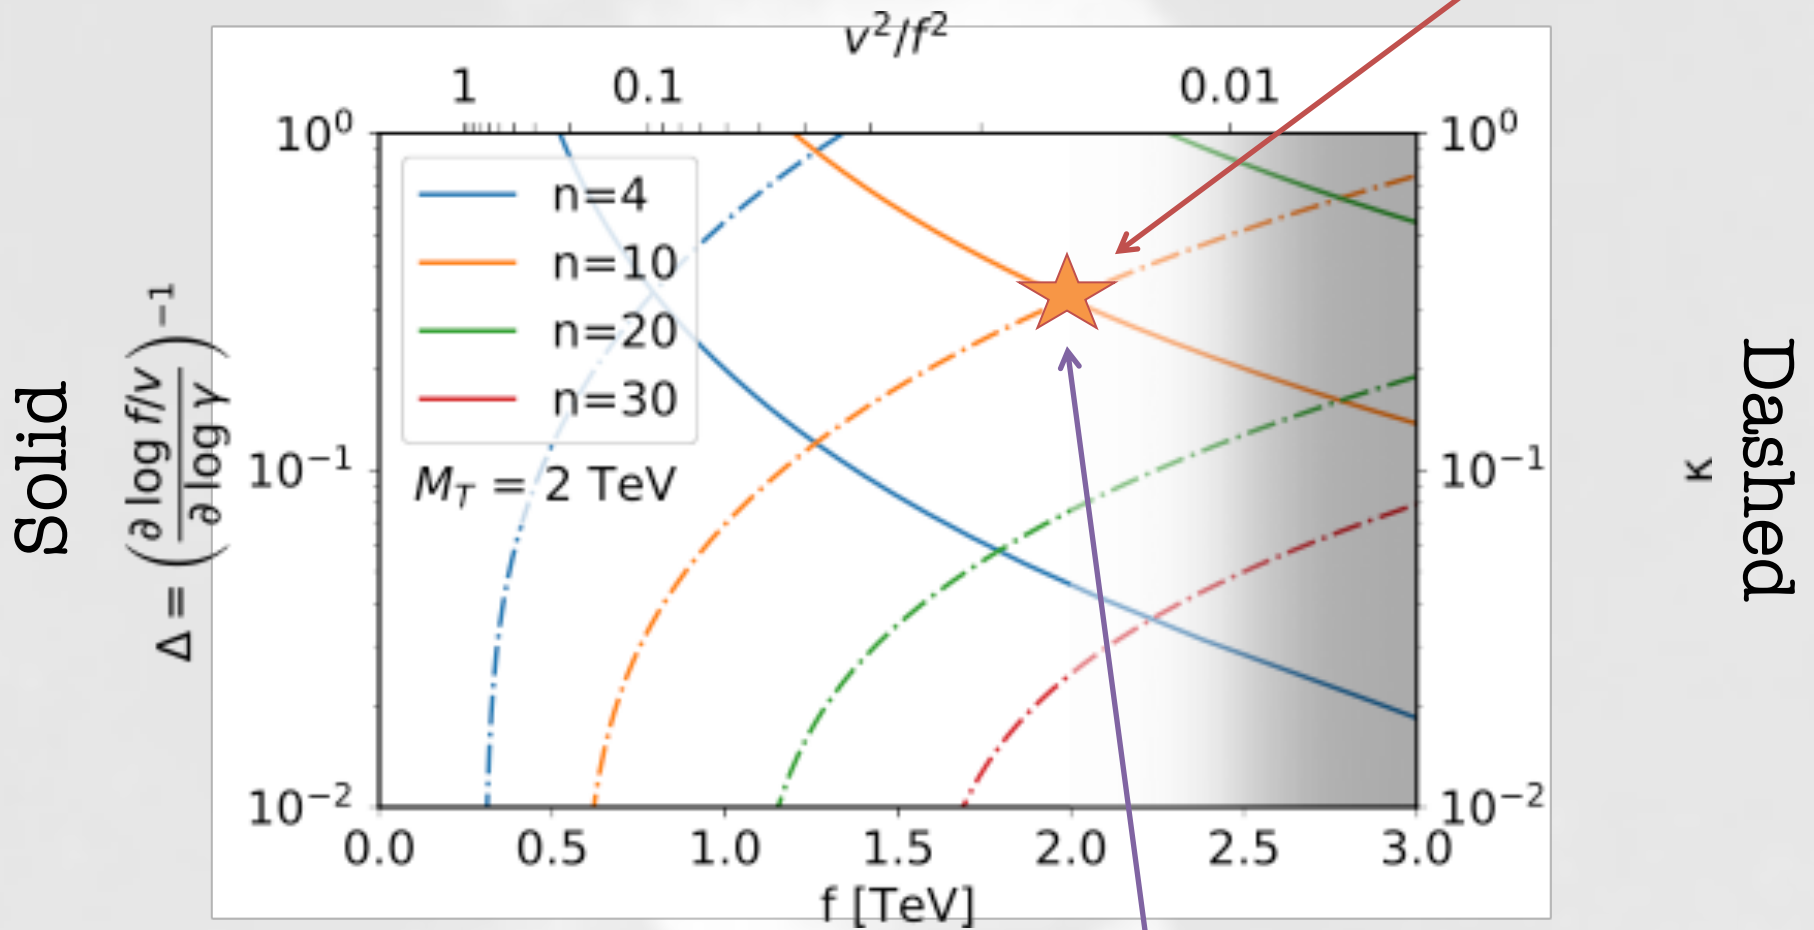 v²/f²
1 0.1 0.01
10⁰ 10⁰
n=4
n=10
n=20
n=30
M_T = 2 TeV
Solid
Δ = (∂ log f/v / ∂ log γ)⁻¹
10⁻¹ 10⁻¹
κ
Dashed
10⁻² 10⁻²
0.0 0.5 1.0 1.5 2.0 2.5 3.0
f [TeV]